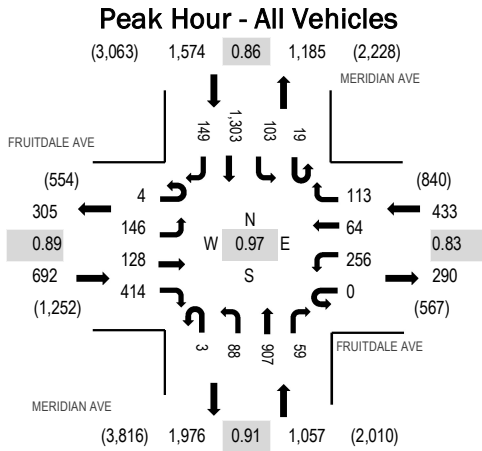 Peak Hour - All Vehicles
(3,063) 1,574 0.86 1,185 (2,228)
MERIDIAN AVE
149 1,303 103 19
FRUITDALE AVE
(554)
305
0.89
692
(1,252)
4
146
128
414
N
W 0.97 E
S
113
64
256
0
(840)
433
0.83
290
(567)
3 88 907 59
FRUITDALE AVE
MERIDIAN AVE
(3,816) 1,976 0.91 1,057 (2,010)